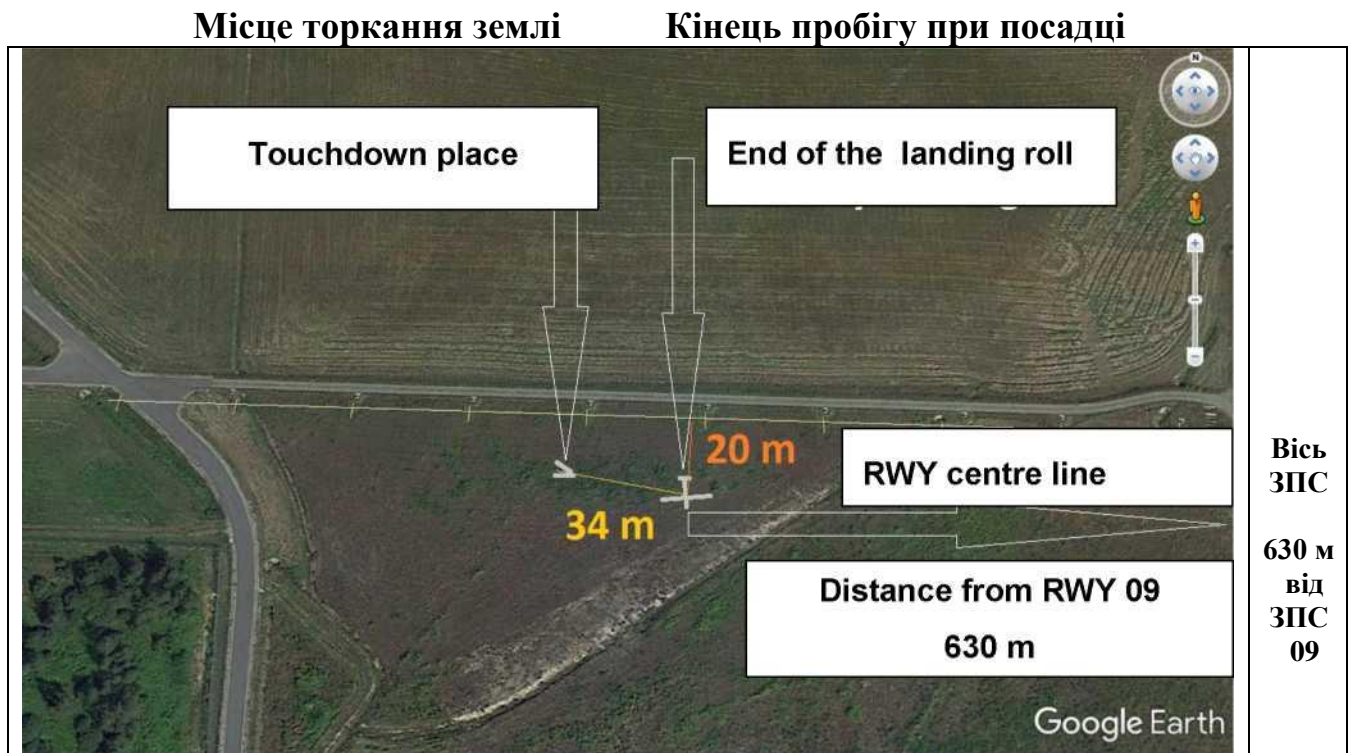 Місце торкання землі Кінець пробігу при посадці
Touchdown place
End of the landing roll
N
20 m
RWY centre line
34 m
Distance from RWY 09
630 m
Google Earth
Вісь
ЗПС
630 м
від
ЗПС
09